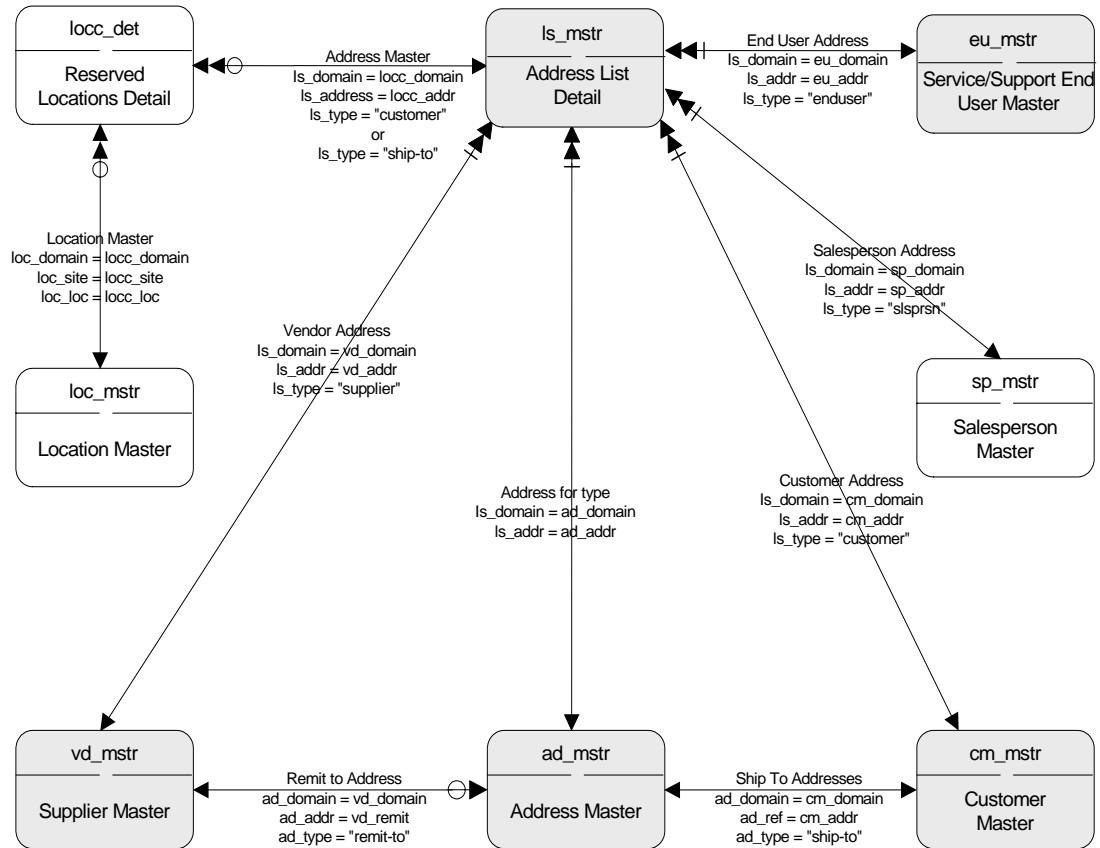 locc_det
Reserved
Locations Detail
Address Master
ls_domain = locc_domain
ls_address = locc_addr
ls_type = "customer"
or
ls_type = "ship-to"
ls_mstr
Address List
Detail
End User Address
ls_domain = eu_domain
ls_addr = eu_addr
ls_type = "enduser"
eu_mstr
Service/Support End
User Master
Location Master
loc_domain = locc_domain
loc_site = locc_site
loc_loc = locc_loc
Salesperson Address
ls_domain = sp_domain
ls_addr = sp_addr
ls_type = "slsprsn"
Vendor Address
ls_domain = vd_domain
ls_addr = vd_addr
ls_type = "supplier"
loc_mstr
Location Master
sp_mstr
Salesperson
Master
Address for type
ls_domain = ad_domain
ls_addr = ad_addr
Customer Address
ls_domain = cm_domain
ls_addr = cm_addr
ls_type = "customer"
vd_mstr
Supplier Master
Remit to Address
ad_domain = vd_domain
ad_addr = vd_remit
ad_type = "remit-to"
ad_mstr
Address Master
Ship To Addresses
ad_domain = cm_domain
ad_ref = cm_addr
ad_type = "ship-to"
cm_mstr
Customer
Master